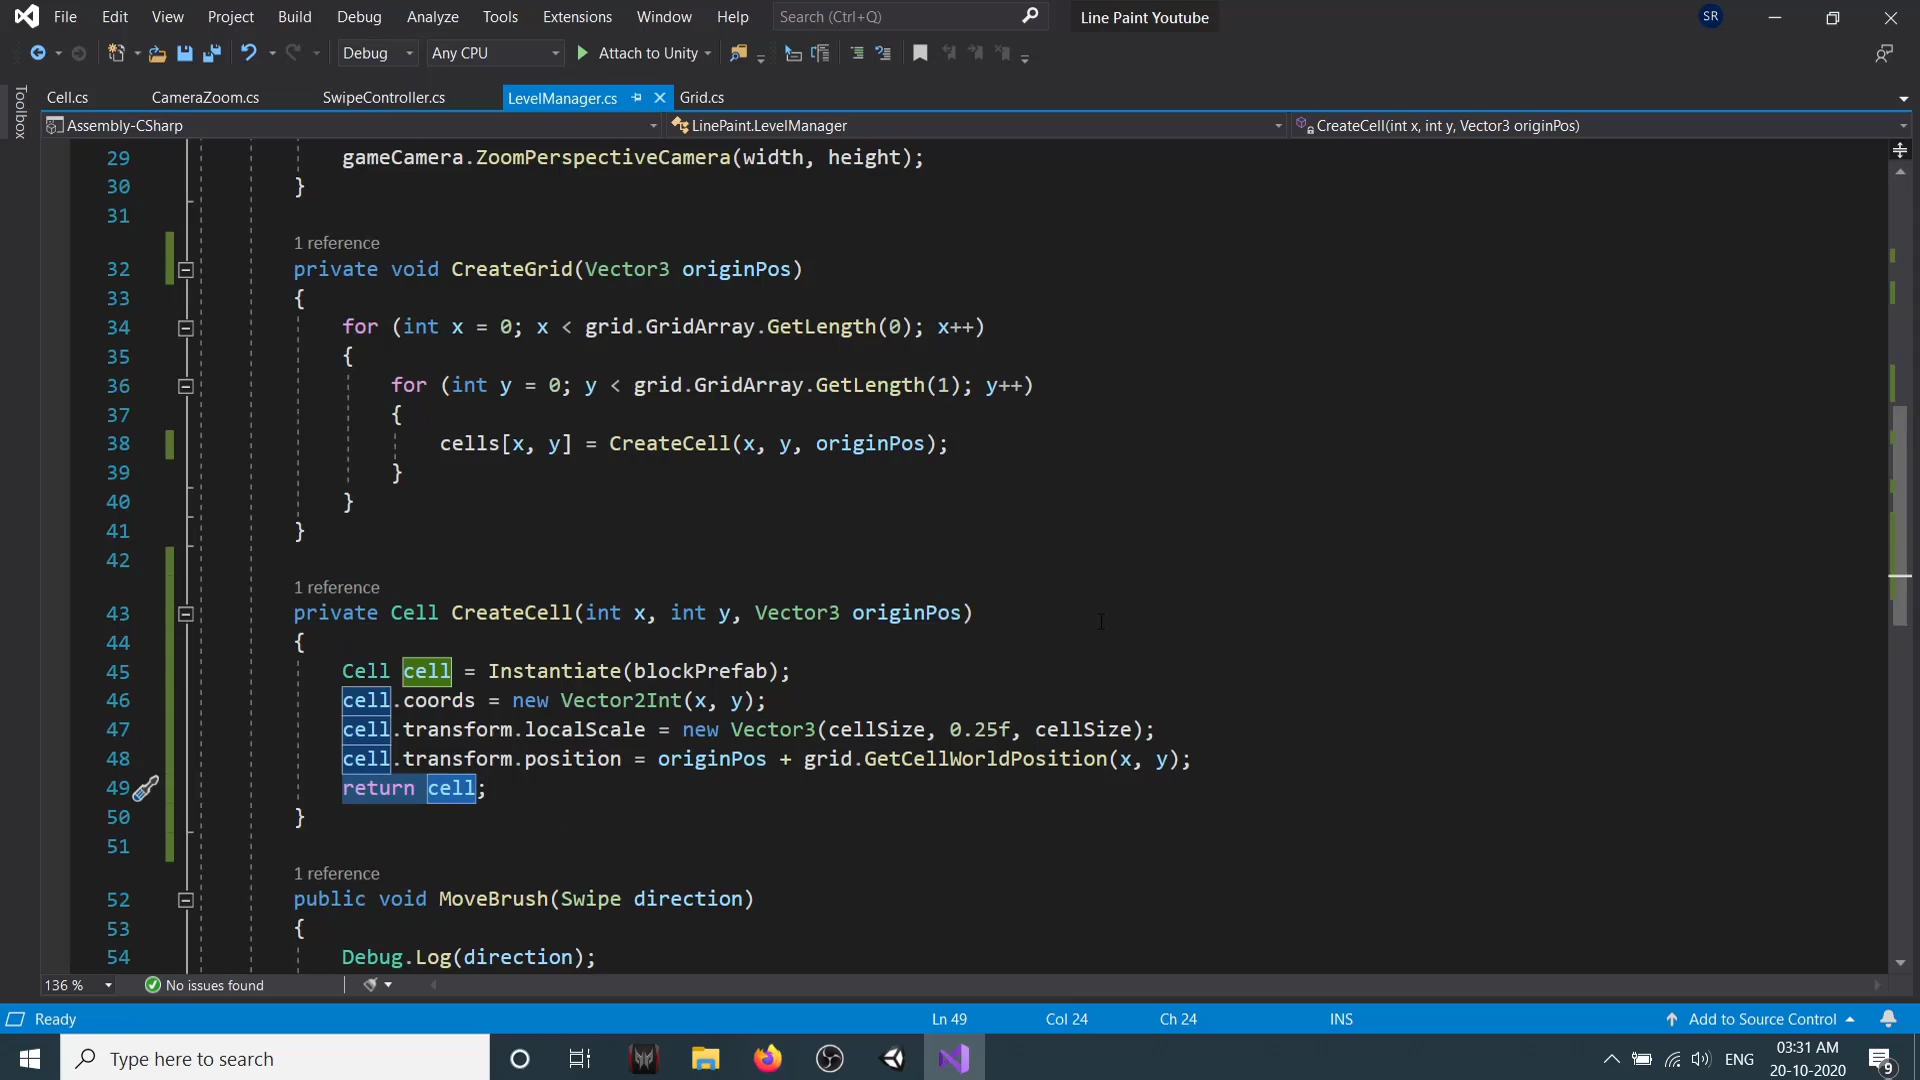 File Edit View Project Build Debug Analyze Tools Extensions Window Help Search (Ctrl+Q) Line Paint Youtube SR
Debug Any CPU Attach to Unity
Toolbox
Cell.cs CameraZoom.cs SwipeController.cs LevelManager.cs Grid.cs
Assembly-CSharp LinePaint.LevelManager CreateCell(int x, int y, Vector3 originPos)
29 gameCamera.ZoomPerspectiveCamera(width, height);
30 }
31
1 reference
32 private void CreateGrid(Vector3 originPos)
33 {
34 for (int x = 0; x < grid.GridArray.GetLength(0); x++)
35 {
36 for (int y = 0; y < grid.GridArray.GetLength(1); y++)
37 {
38 cells[x, y] = CreateCell(x, y, originPos);
39 }
40 }
41 }
42
1 reference
43 private Cell CreateCell(int x, int y, Vector3 originPos)
44 {
45 Cell cell = Instantiate(blockPrefab);
46 cell.coords = new Vector2Int(x, y);
47 cell.transform.localScale = new Vector3(cellSize, 0.25f, cellSize);
48 cell.transform.position = originPos + grid.GetCellWorldPosition(x, y);
49 return cell;
50 }
51
1 reference
52 public void MoveBrush(Swipe direction)
53 {
54 Debug.Log(direction);
136 % No issues found
Ready Ln 49 Col 24 Ch 24 INS Add to Source Control
Type here to search ENG 03:31 AM
20-10-2020 9